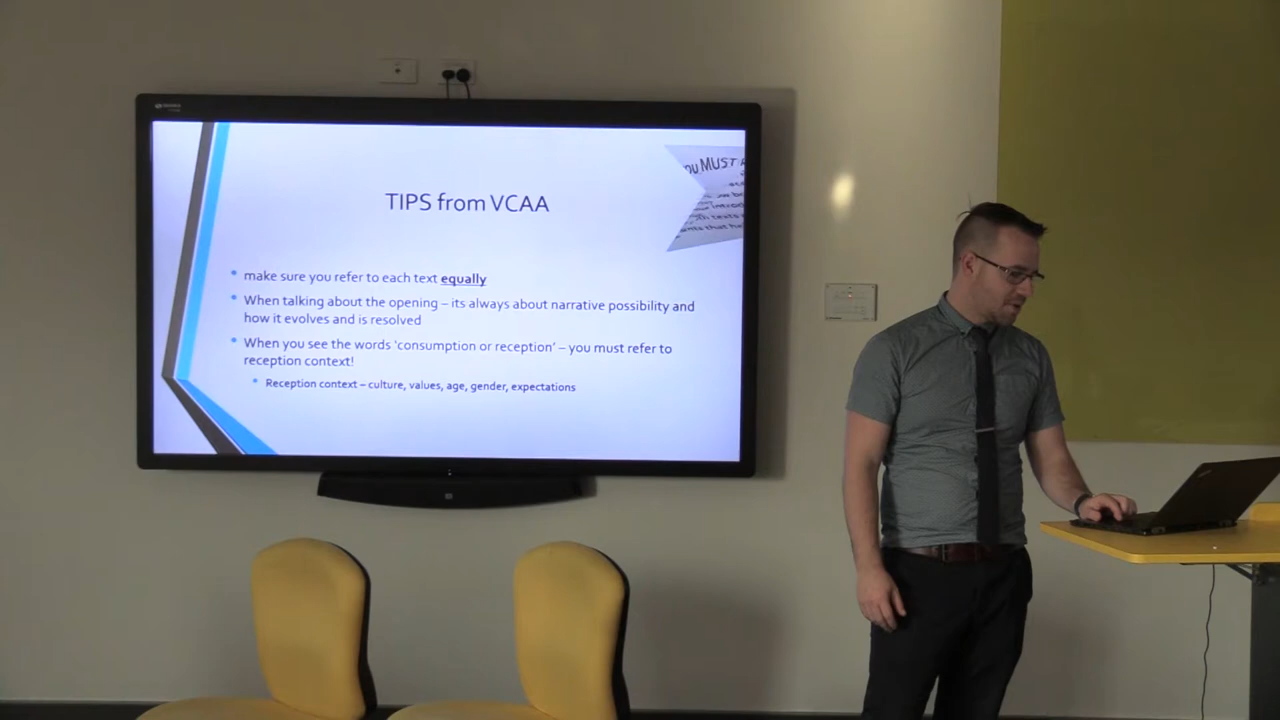 TIPS from VCAA
OU MUST
make sure you refer to each text equally
When talking about the opening – its always about narrative possibility and
how it evolves and is resolved
When you see the words 'consumption or reception' – you must refer to
reception context!
Reception context – culture, values, age, gender, expectations